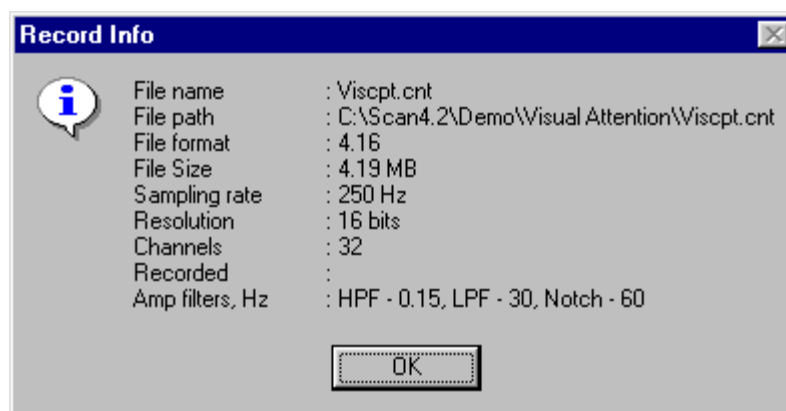 Record Info
File name : Viscpt.cnt
File path : C:\Scan4.2\Demo\Visual Attention\Viscpt.cnt
File format : 4.16
File Size : 4.19 MB
Sampling rate : 250 Hz
Resolution : 16 bits
Channels : 32
Recorded :
Amp filters, Hz : HPF - 0.15, LPF - 30, Notch - 60
OK